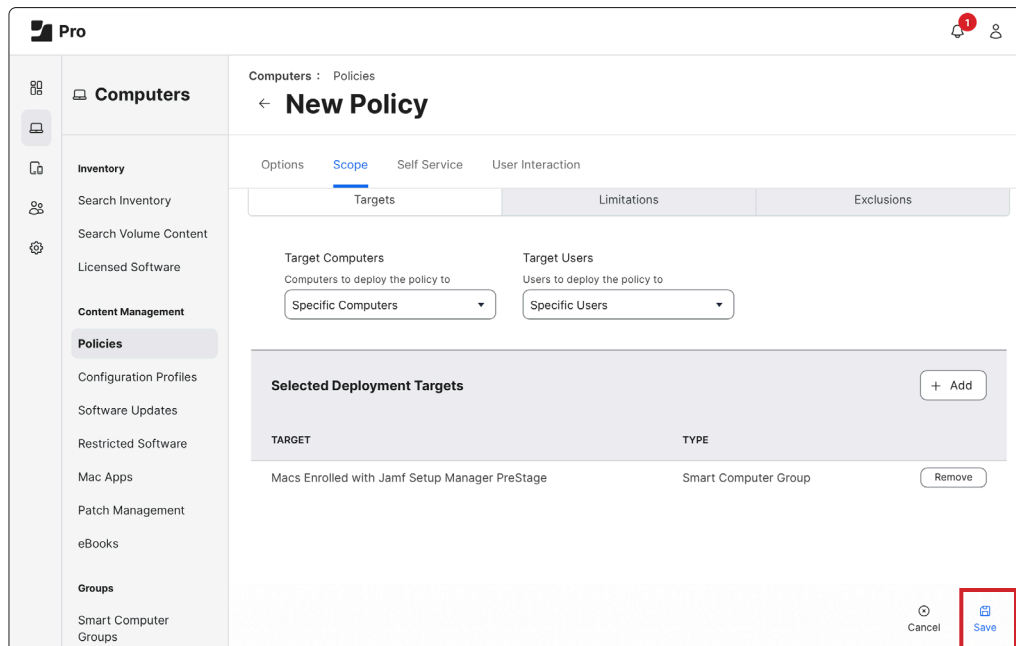 Pro
1
Computers
Inventory
Search Inventory
Search Volume Content
Licensed Software
Content Management
Policies
Configuration Profiles
Software Updates
Restricted Software
Mac Apps
Patch Management
eBooks
Groups
Smart Computer
Groups
Computers : Policies
← New Policy
Options Scope Self Service User Interaction
Targets Limitations Exclusions
Target Computers Target Users
Computers to deploy the policy to Users to deploy the policy to
Specific Computers Specific Users
Selected Deployment Targets + Add
TARGET TYPE
Macs Enrolled with Jamf Setup Manager PreStage Smart Computer Group Remove
Cancel Save